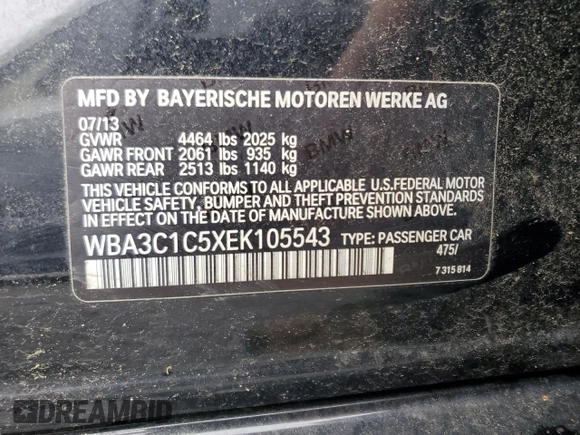 MFD BY BAYERISCHE MOTOREN WERKE AG
07/13
GVWR 4464 lbs 2025 kg
GAWR FRONT 2061 lbs 935 kg
GAWR REAR 2513 lbs 1140 kg
THIS VEHICLE CONFORMS TO ALL APPLICABLE U.S.FEDERAL MOTOR
VEHICLE SAFETY, BUMPER AND THEFT PREVENTION STANDARDS
IN EFFECT ON THE DATE OF MANUFACTURE SHOWN ABOVE.
WBA3C1C5XEK105543 TYPE: PASSENGER CAR
475/
7 315 814
DREAMBID